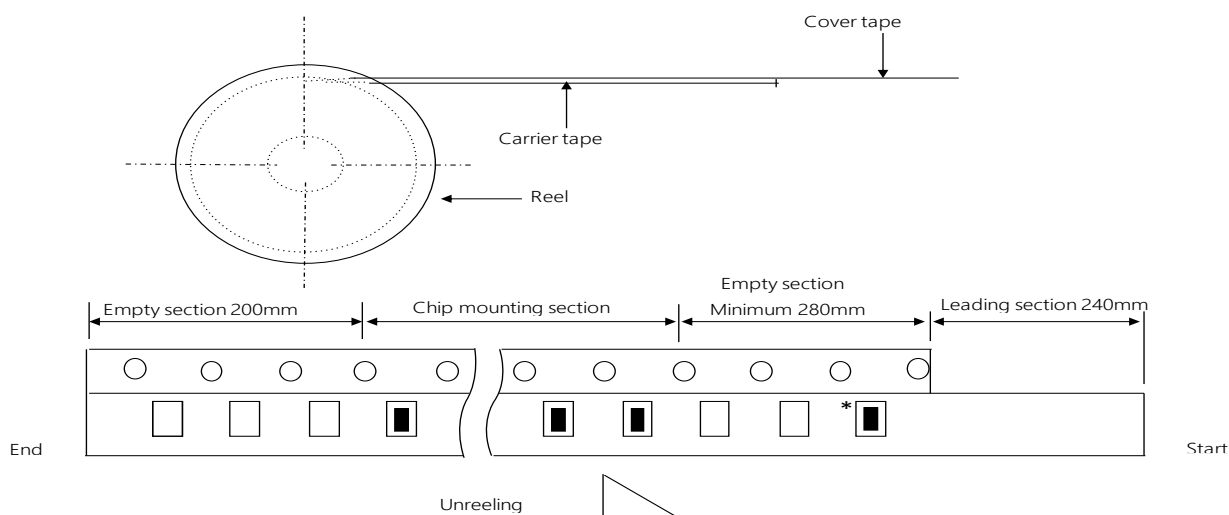 Cover tape
Carrier tape
Reel
Empty section 200mm
Chip mounting section
Empty section
Minimum 280mm
Leading section 240mm
*
End
Start
Unreeling